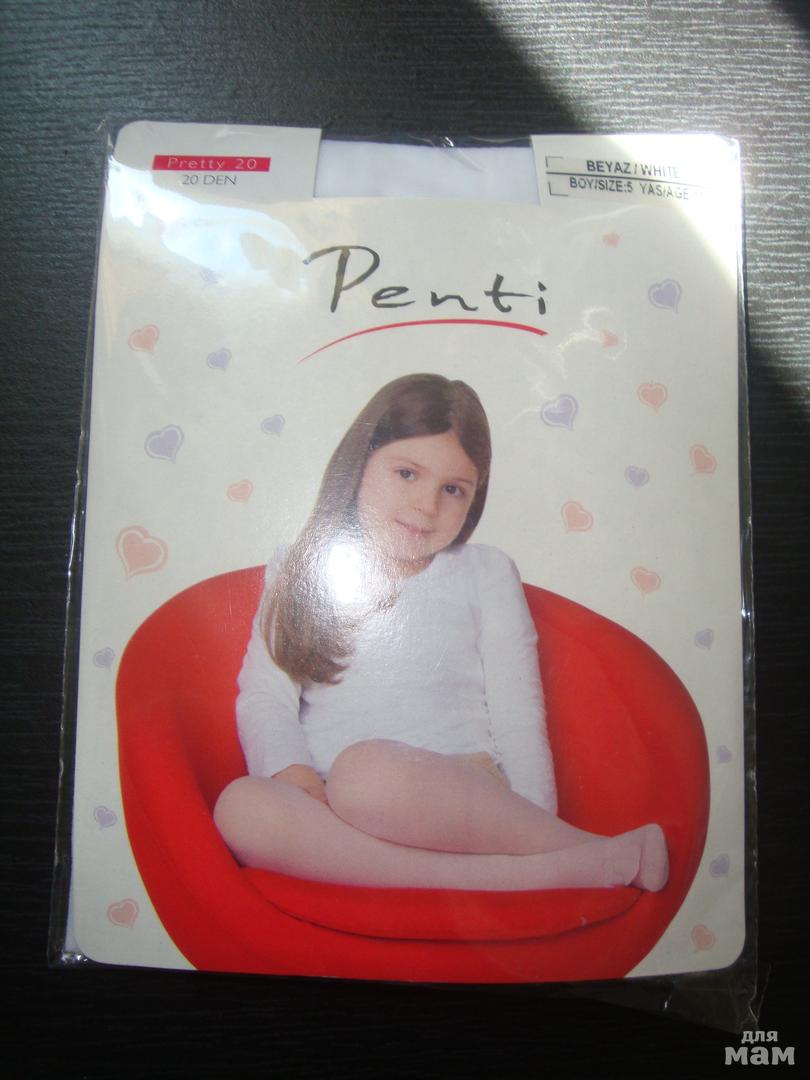 Pretty 20
20 DEN
BEYAZ/WHITE
BOY/SIZE:5 YAS/AGE
Penti
для
мам